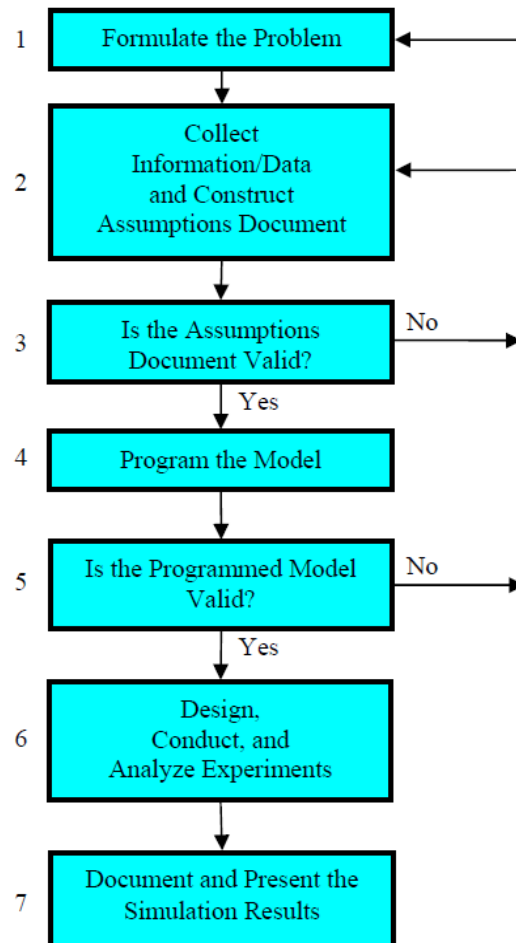 1
Formulate the Problem
2
Collect
Information/Data
and Construct
Assumptions Document
3
Is the Assumptions
Document Valid?
No
Yes
4
Program the Model
5
Is the Programmed Model
Valid?
No
Yes
6
Design,
Conduct, and
Analyze Experiments
7
Document and Present the
Simulation Results